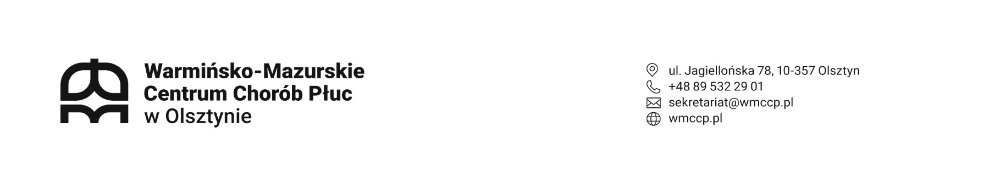 Warmińsko-Mazurskie
Centrum Chorób Płuc
w Olsztynie
ul. Jagiellońska 78, 10-357 Olsztyn
+48 89 532 29 01
sekretariat@wmccp.pl
wmccp.pl